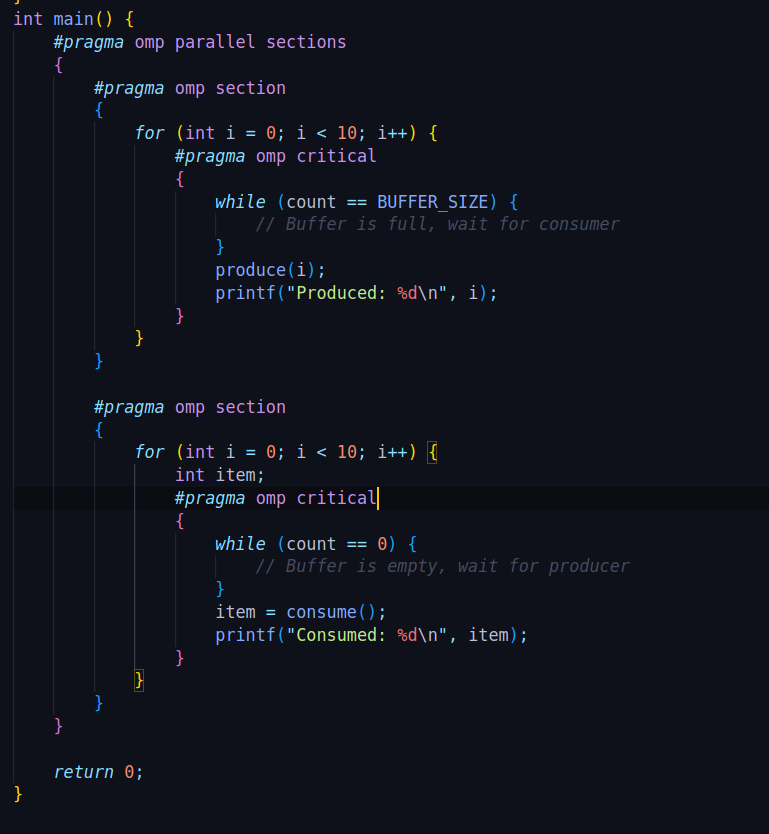 int main() {
    #pragma omp parallel sections
    {
        #pragma omp section
        {
            for (int i = 0; i < 10; i++) {
                #pragma omp critical
                {
                    while (count == BUFFER_SIZE) {
                        // Buffer is full, wait for consumer
                    }
                    produce(i);
                    printf("Produced: %d\n", i);
                }
            }
        }

        #pragma omp section
        {
            for (int i = 0; i < 10; i++) {
                int item;
                #pragma omp critical
                {
                    while (count == 0) {
                        // Buffer is empty, wait for producer
                    }
                    item = consume();
                    printf("Consumed: %d\n", item);
                }
            }
        }
    }

    return 0;
}